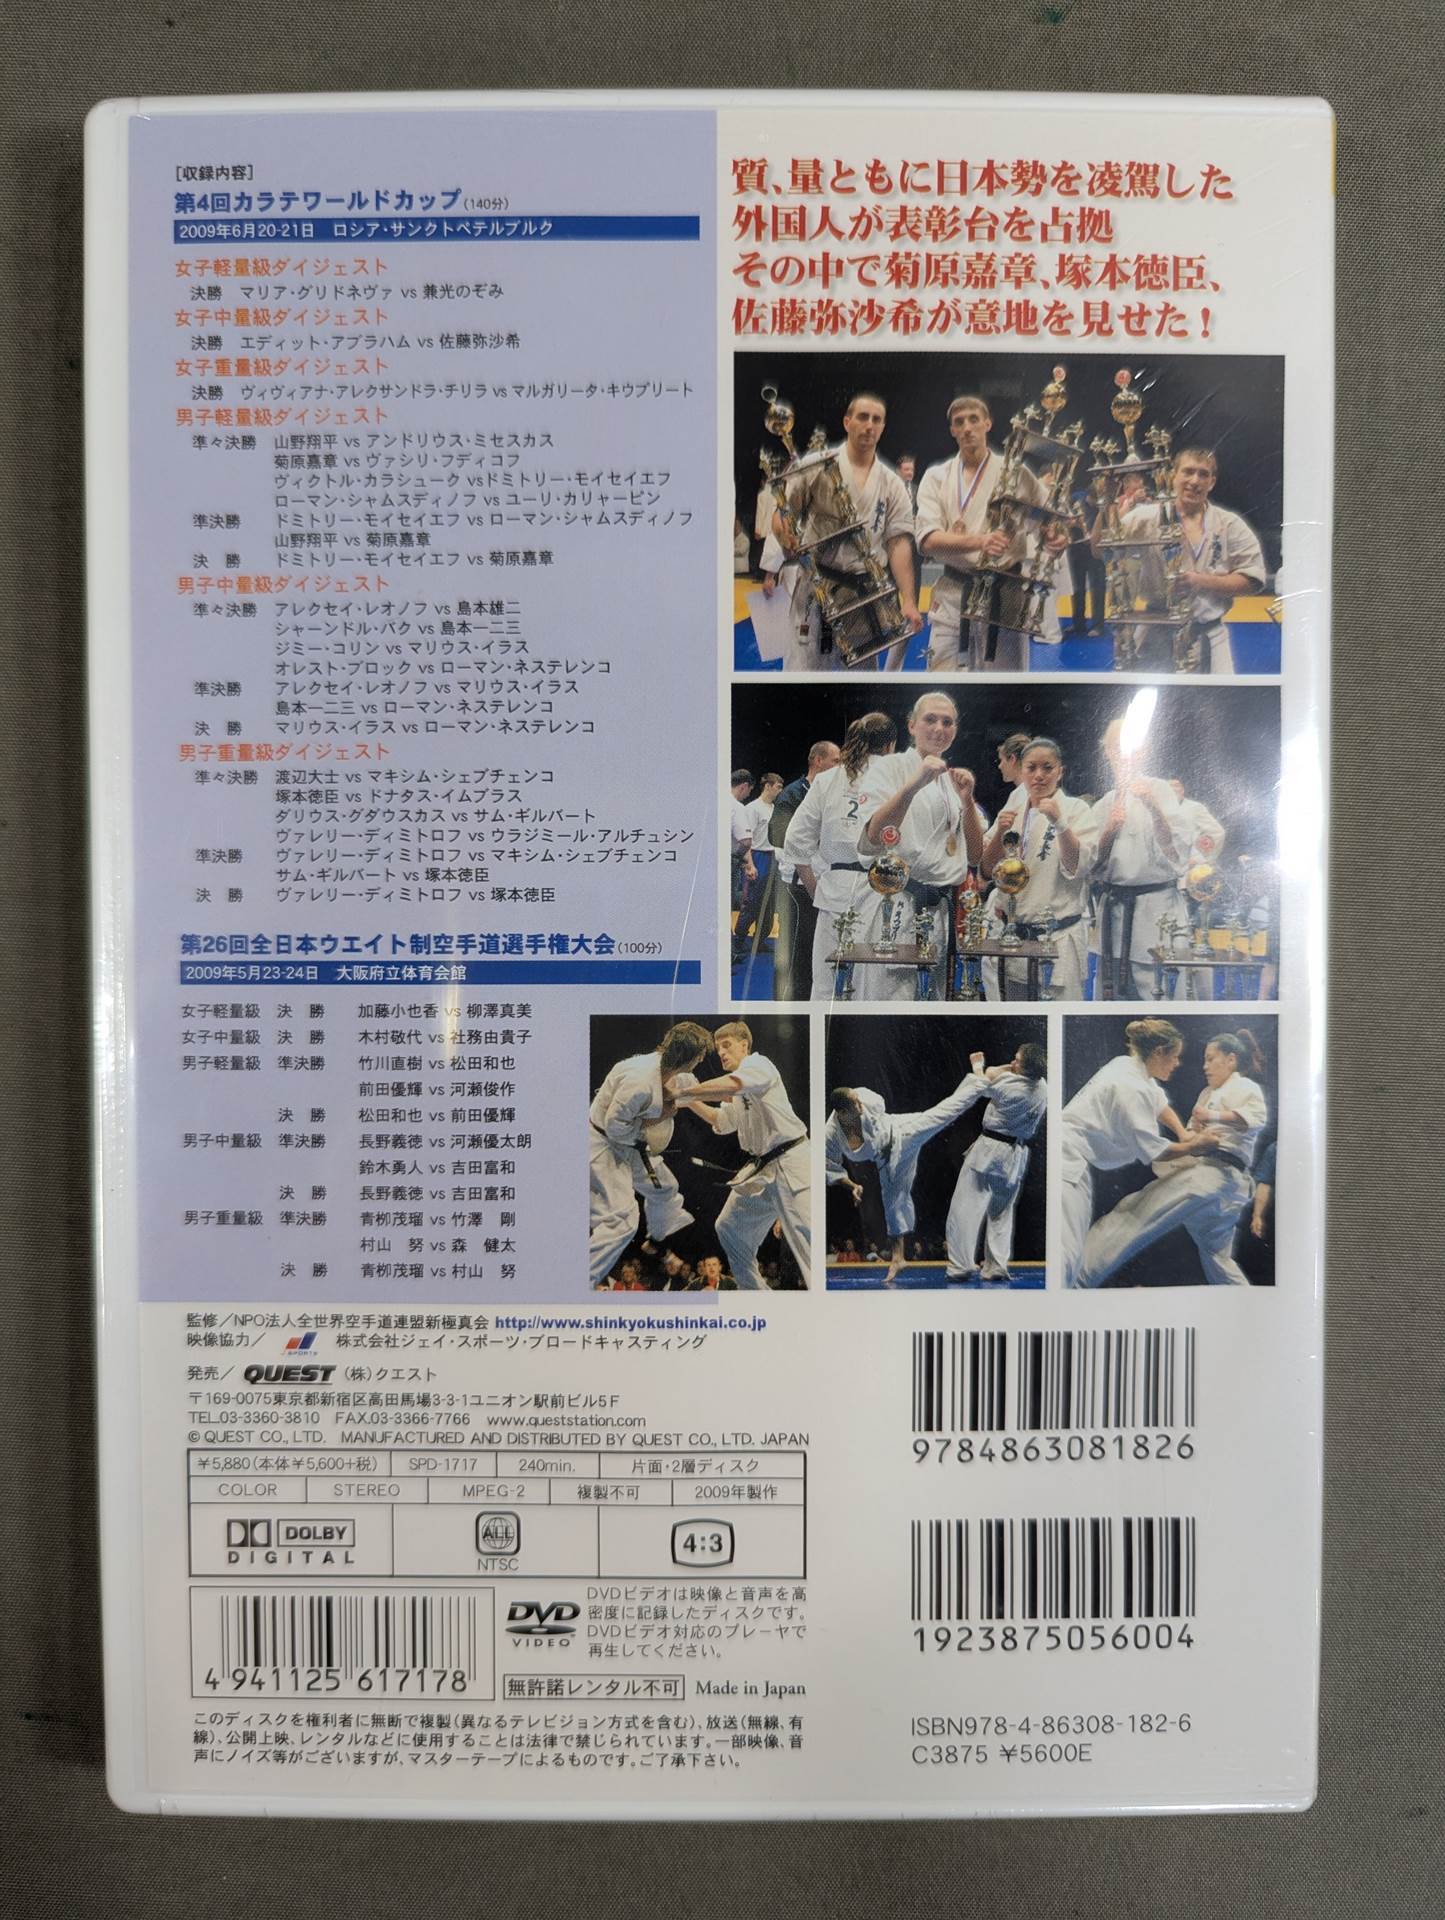 [収録内容]
第4回カラテワールドカップ(140分)
2009年6月20-21日 ロシア・サンクトペテルブルク
女子軽量級ダイジェスト
決勝 マリア・グリドネヴァ vs 兼光のぞみ
女子中量級ダイジェスト
決勝 エディット・アブラハム vs 佐藤弥沙希
女子重量級ダイジェスト
決勝 ヴィヴィアナ・アレクサンドラ・チリラ vs マルガリータ・キウプリート
男子軽量級ダイジェスト
準々決勝 山野翔平 vs アンドリウス・ミセスカス
菊原嘉章 vs ヴァシリ・フディコフ
ヴィクトル・カラシューク vsドミトリー・モイセイエフ
ローマン・シャムスディノフ vs ユーリ・カリャービン
準決勝 ドミトリー・モイセイエフ vs ローマン・シャムスディノフ
山野翔平 vs 菊原嘉章
決 勝 ドミトリー・モイセイエフ vs 菊原嘉章
男子中量級ダイジェスト
準々決勝 アレクセイ・レオノフ vs 島本雄二
シャーンドル・バク vs 島本一二三
ジミー・コリン vs マリウス・イラス
オレスト・ブロック vs ローマン・ネステレンコ
準決勝 アレクセイ・レオノフ vs マリウス・イラス
島本一二三 vs ローマン・ネステレンコ
決 勝 マリウス・イラス vs ローマン・ネステレンコ
男子重量級ダイジェスト
準々決勝 渡辺大士 vs マキシム・シェブチェンコ
塚本徳臣 vs ドナタス・イムブラス
ダリウス・グダウスカス vs サム・ギルバート
ヴァレリー・ディミトロフ vs ウラジミール・アルチュシン
準決勝 ヴァレリー・ディミトロフ vs マキシム・シェブチェンコ
サム・ギルバート vs 塚本徳臣
決 勝 ヴァレリー・ディミトロフ vs 塚本徳臣
第26回全日本ウエイト制空手道選手権大会(100分)
2009年5月23-24日 大阪府立体育会館
女子軽量級 決 勝 加藤小也香 vs 柳澤真美
女子中量級 決 勝 木村敬代 vs 社務由貴子
男子軽量級 準決勝 竹川直樹 vs 松田和也
前田優輝 vs 河瀬俊作
決 勝 松田和也 vs 前田優輝
男子中量級 準決勝 長野義徳 vs 河瀬優太朗
鈴木勇人 vs 吉田富和
決 勝 長野義徳 vs 吉田富和
男子重量級 準決勝 青栁茂瑠 vs 竹澤 剛
村山 努 vs 森 健太
決 勝 青栁茂瑠 vs 村山 努
質、量ともに日本勢を凌駕した
外国人が表彰台を占拠
その中で菊原嘉章、塚本徳臣、
佐藤弥沙希が意地を見せた!
監修/NPO法人全世界空手道連盟新極真会 http://www.shinkyokushinkai.co.jp
映像協力/ J SPORTS 株式会社ジェイ・スポーツ・ブロードキャスティング
発売/ QUEST (株)クエスト
〒169-0075東京都新宿区高田馬場3-3-1ユニオン駅前ビル5F
TEL.03-3360-3810 FAX.03-3366-7766 www.queststation.com
© QUEST CO., LTD. MANUFACTURED AND DISTRIBUTED BY QUEST CO., LTD. JAPAN
￥5,880(本体￥5,600+税) SPD-1717 240min. 片面・2層ディスク
COLOR STEREO MPEG-2 複製不可 2009年製作
DOLBY DIGITAL
ALL NTSC
4:3
4 941125 617178
DVD VIDEO
DVDビデオは映像と音声を高
密度に記録したディスクです。
DVDビデオ対応のプレーヤで
再生してください。
無許諾レンタル不可 Made in Japan
このディスクを権利者に無断で複製(異なるテレビジョン方式を含む)、放送(無線、有
線)、公開上映、レンタルなどに使用することは法律で禁じられています。一部映像、音
声にノイズ等がございますが、マスターテープによるものです。ご了承下さい。
9784863081826
1923875056004
ISBN978-4-86308-182-6
C3875 ￥5600E